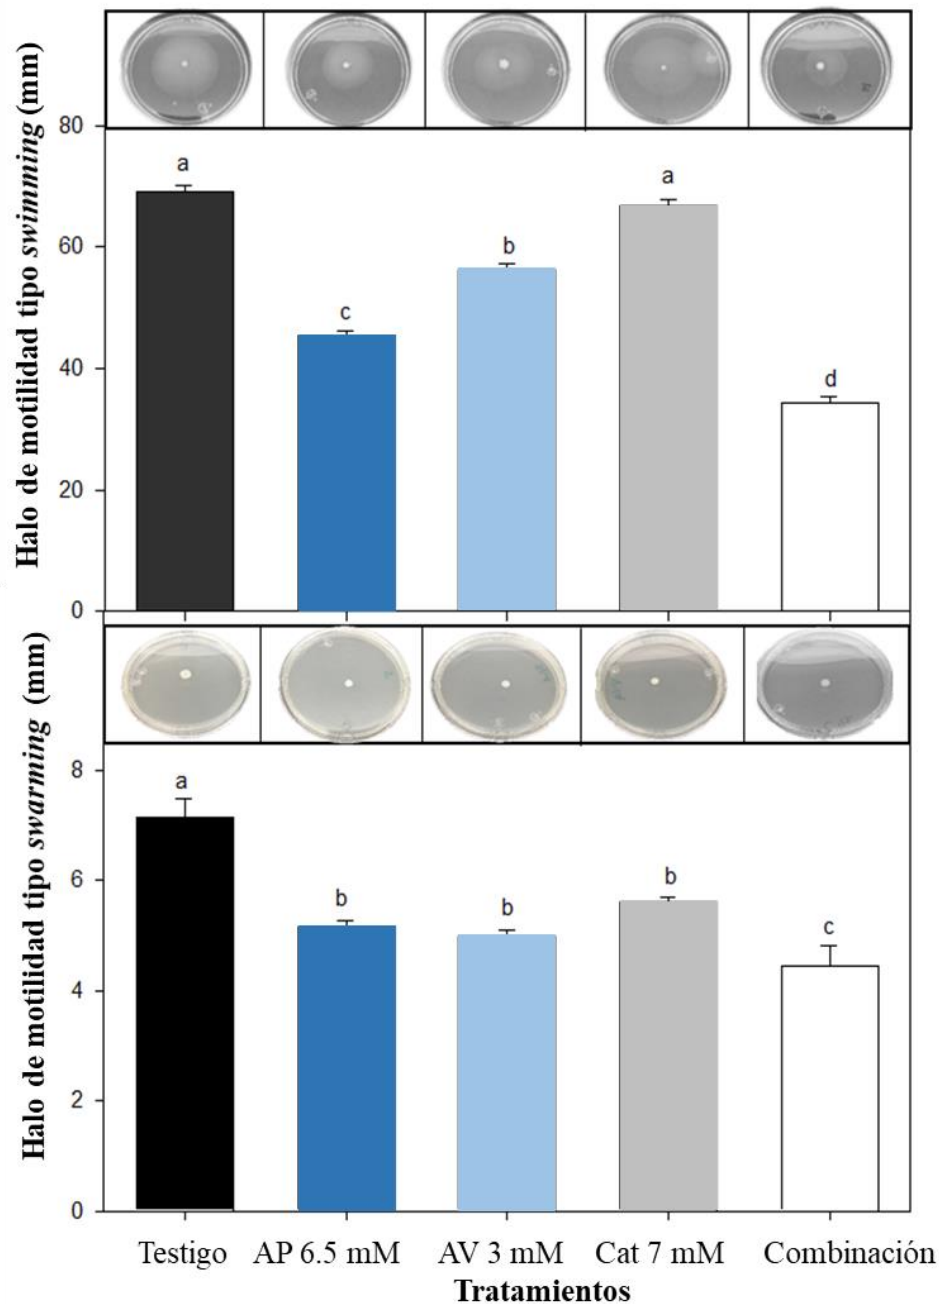 Halo de motilidad tipo swimming (mm)
80
60
40
20
0
a
c
b
a
d
Halo de motilidad tipo swarming (mm)
8
6
4
2
0
a
b
b
b
c
Testigo AP 6.5 mM AV 3 mM Cat 7 mM Combinación
Tratamientos